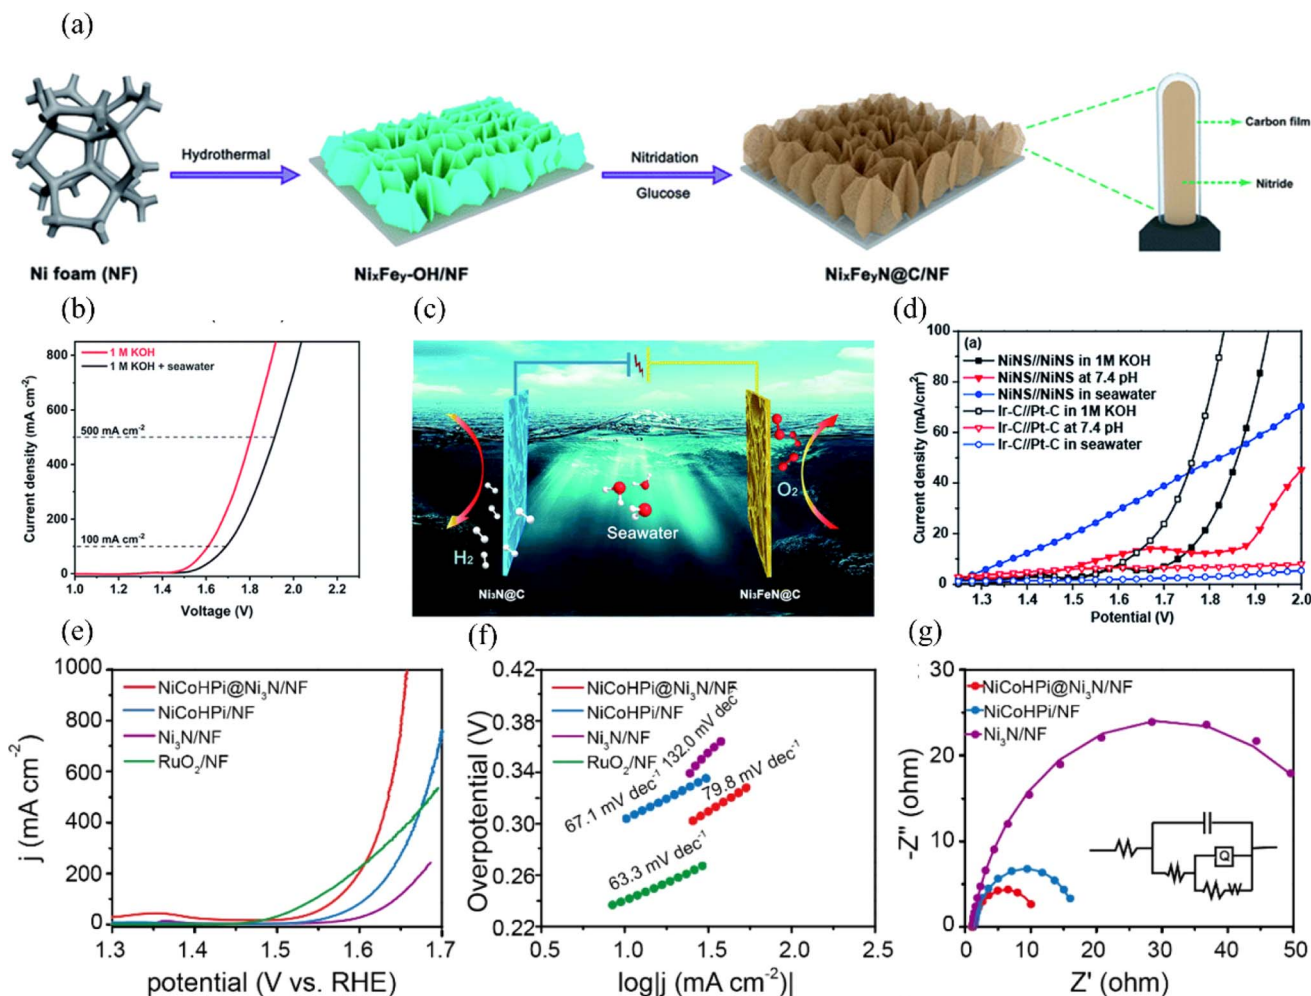 (a)
Hydrothermal
Nitridation
Glucose
Carbon film
Nitride
Ni foam (NF)
NixFey-OH/NF
NixFeyN@C/NF
(b)
Current density (mA cm⁻²)
800
600
400
200
0
1 M KOH
1 M KOH + seawater
500 mA cm⁻²
100 mA cm⁻²
1.0 1.2 1.4 1.6 1.8 2.0 2.2
Voltage (V)
(c)
H₂
O₂
Seawater
Ni₃N@C
Ni₃FeN@C
(d)
Current density (mA/cm²)
100
80
60
40
20
0
(a)
NiNS//NiNS in 1M KOH
NiNS//NiNS at 7.4 pH
NiNS//NiNS in seawater
Ir-C//Pt-C in 1M KOH
Ir-C//Pt-C at 7.4 pH
Ir-C//Pt-C in seawater
1.3 1.4 1.5 1.6 1.7 1.8 1.9 2.0
Potential (V)
(e)
j (mA cm⁻²)
1000
800
600
400
200
0
NiCoHPi@Ni₃N/NF
NiCoHPi/NF
Ni₃N/NF
RuO₂/NF
1.3 1.4 1.5 1.6 1.7
potential (V vs. RHE)
(f)
Overpotential (V)
0.42
0.38
0.34
0.30
0.26
0.22
NiCoHPi@Ni₃N/NF
NiCoHPi/NF
Ni₃N/NF
RuO₂/NF
132.0 mV dec⁻¹
67.1 mV dec⁻¹
79.8 mV dec⁻¹
63.3 mV dec⁻¹
0.5 1.0 1.5 2.0 2.5
log|j (mA cm⁻²)|
(g)
-Z" (ohm)
30
20
10
0
NiCoHPi@Ni₃N/NF
NiCoHPi/NF
Ni₃N/NF
Q
W
0 10 20 30 40 50
Z' (ohm)